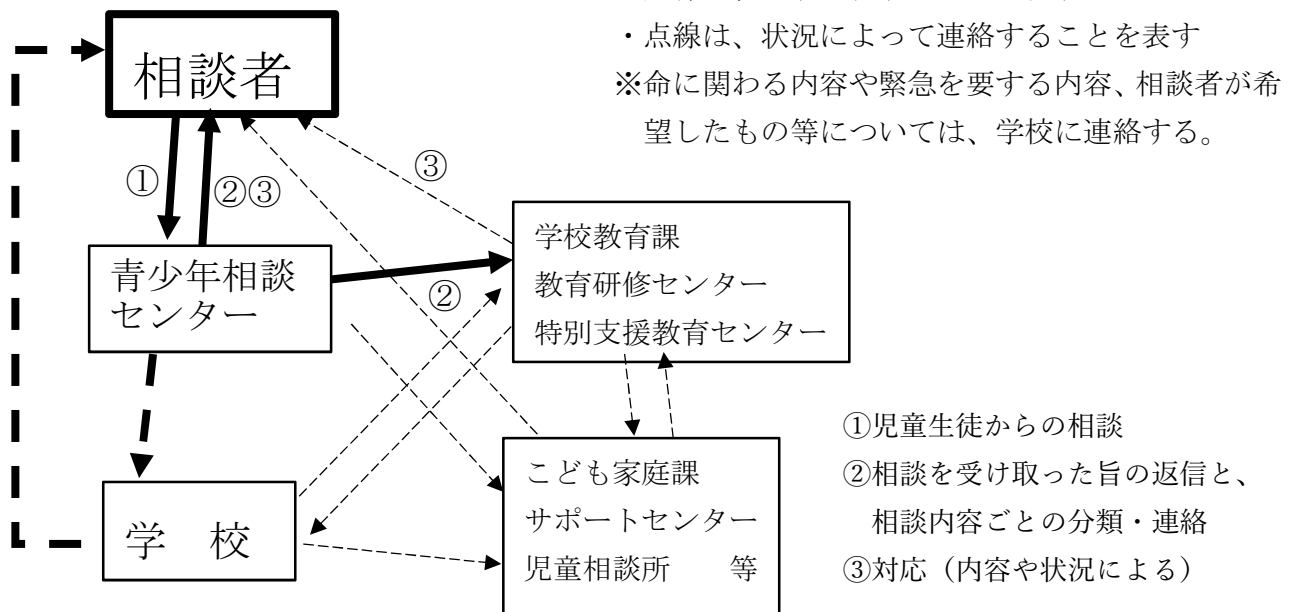 ・点線は、状況によって連絡することを表す
相談者
※命に関わる内容や緊急を要する内容、相談者が希
望したもの等については、学校に連絡する。
③
①
②③
学校教育課
青少年相談
センター
教育研修センター
②
特別支援教育センター
①児童生徒からの相談
こども家庭課
②相談を受け取った旨の返信と、
学　校
サポートセンター
相談内容ごとの分類・連絡
児童相談所　　等
③対応（内容や状況による）